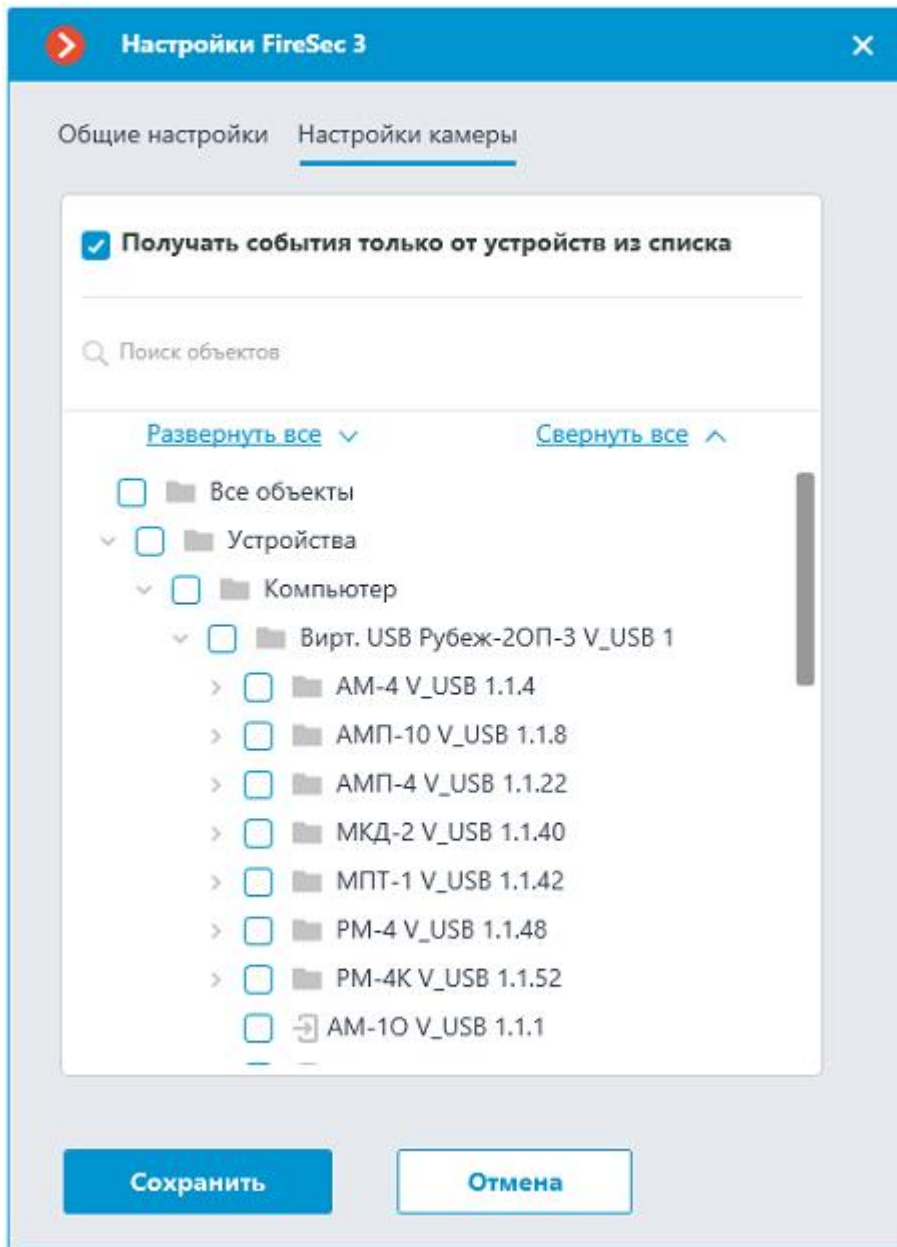 Настройки FireSec 3
Общие настройки Настройки камеры
Получать события только от устройств из списка
Поиск объектов
Развернуть все Свернуть все
Все объекты
Устройства
Компьютер
Вирт. USB Рубеж-2ОП-3 V_USB 1
АМ-4 V_USB 1.1.4
АМП-10 V_USB 1.1.8
АМП-4 V_USB 1.1.22
МКД-2 V_USB 1.1.40
МПТ-1 V_USB 1.1.42
РМ-4 V_USB 1.1.48
РМ-4К V_USB 1.1.52
АМ-1О V_USB 1.1.1
Сохранить Отмена